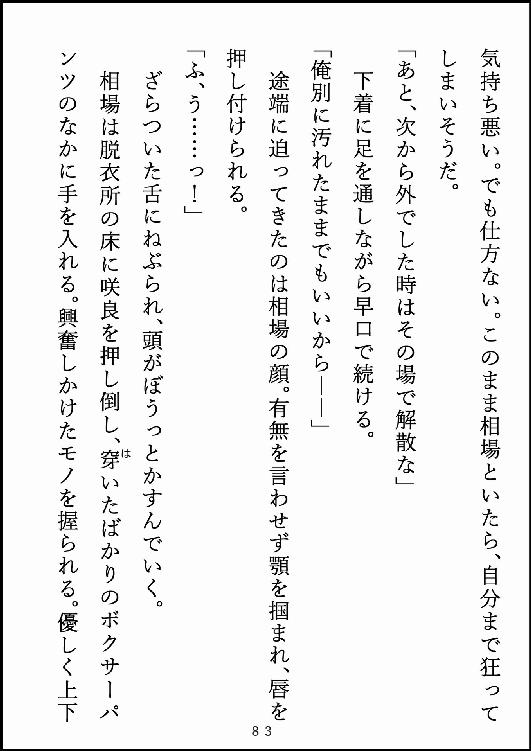 気持ち悪い。でも仕方ない。このまま相場といたら、自分まで狂って
しまいそうだ。
「あと、次から外でした時はその場で解散な」
下着に足を通しながら早口で続ける。
「俺別に汚れたままでもいいから――」
途端に迫ってきたのは相場の顔。有無を言わせず顎を掴まれ、唇を
押し付けられる。
「ふ、う……っ！」
ざらついた舌にねぶられ、頭がぼうっとかすんでいく。
相場は脱衣所の床に咲良を押し倒し、穿いたばかりのボクサーパ
は
ンツのなかに手を入れる。興奮しかけたモノを握られる。優しく上下
83